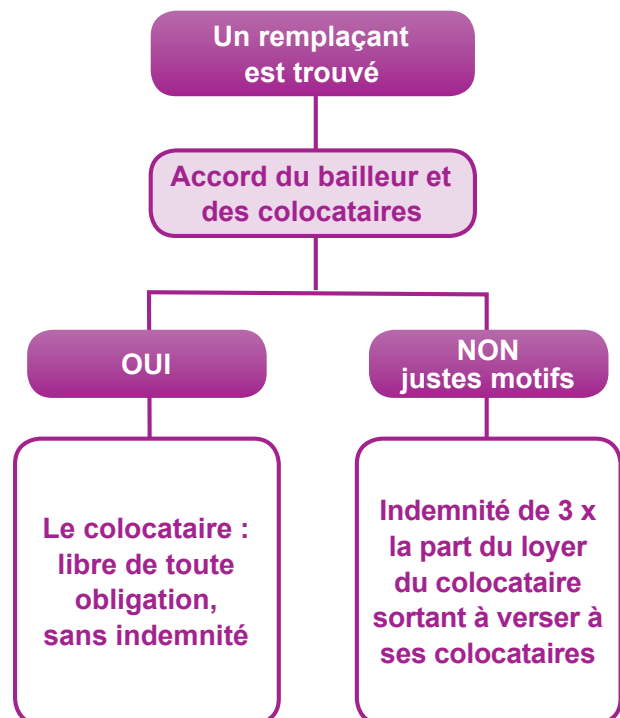 Un remplaçant
est trouvé
Accord du bailleur et
des colocataires
OUI
NON
justes motifs
Le colocataire :
libre de toute
obligation,
sans indemnité
Indemnité de 3 x
la part du loyer
du colocataire
sortant à verser à
ses colocataires